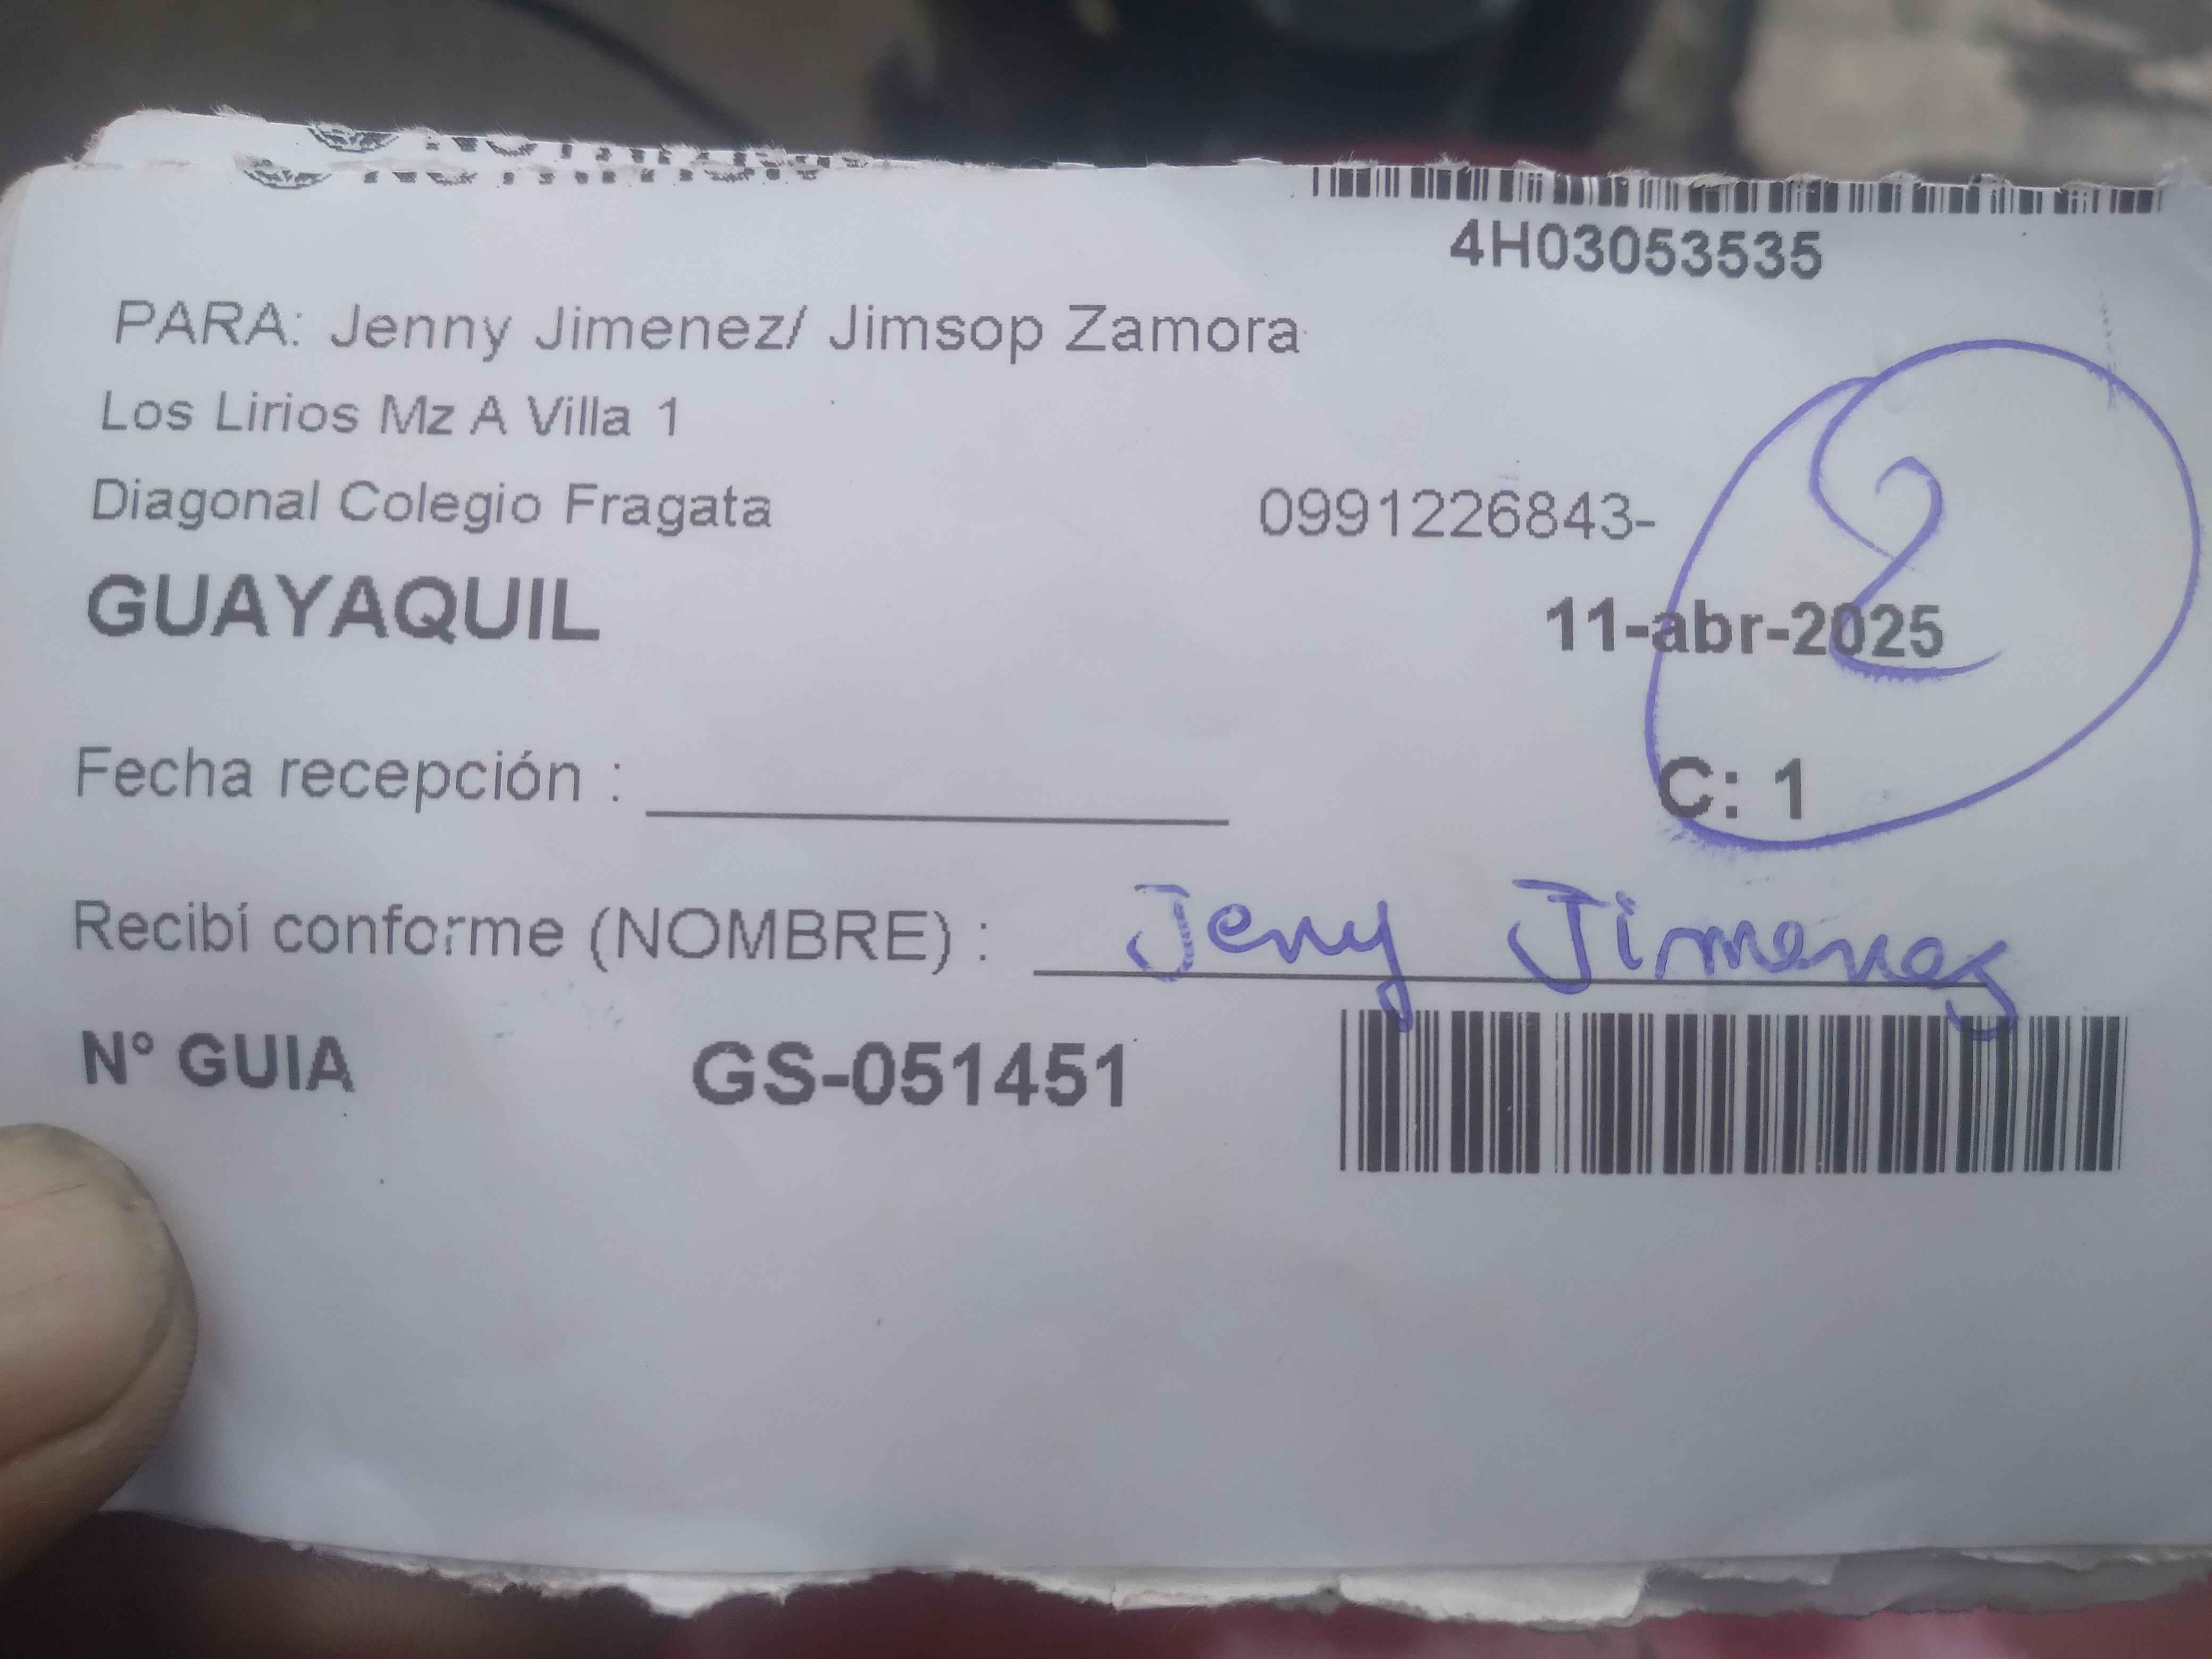 4H03053535
PARA: Jenny Jimenez/ Jimsop Zamora
Los Lirios Mz A Villa 1
Diagonal Colegio Fragata 0991226843-
GUAYAQUIL 11-abr-2025
2
Fecha recepción : C: 1
Recibí conforme (NOMBRE) : Jeny Jimenez
N° GUIA GS-051451